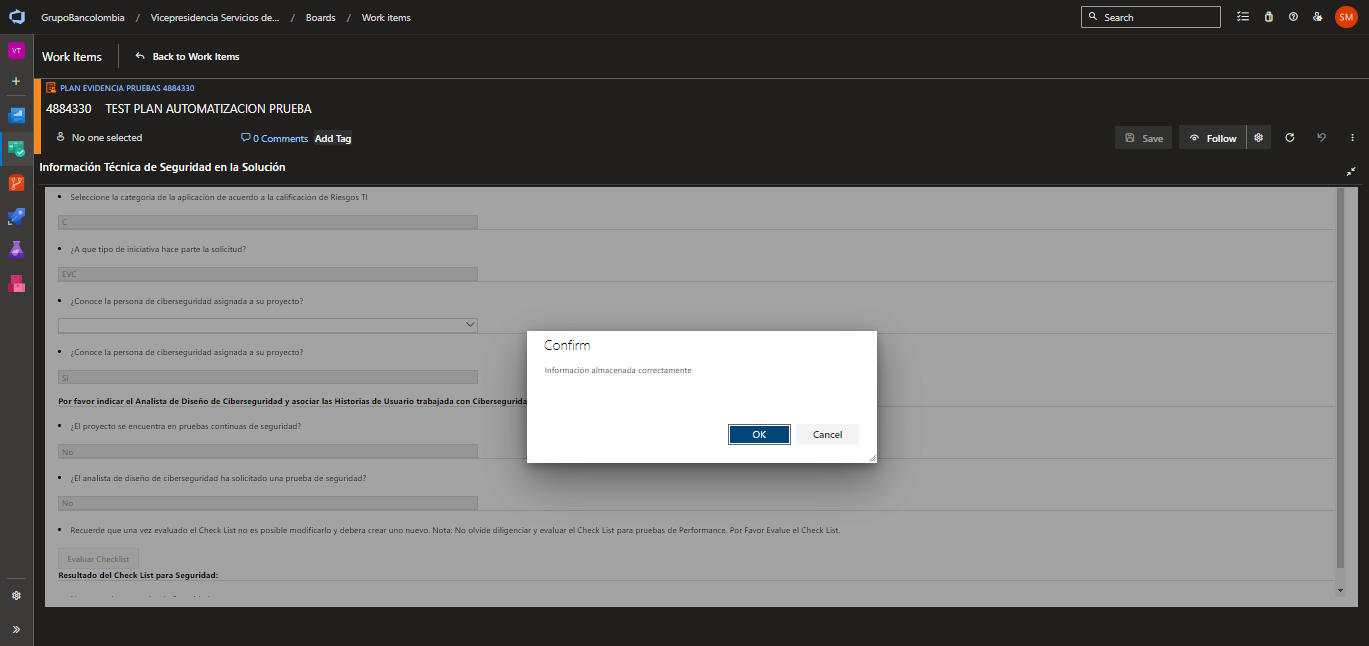 GrupoBancolombia / Vicepresidencia Servicios de... / Boards / Work items
Search
SM
VT
Work Items
Back to Work Items
PLAN EVIDENCIA PRUEBAS 4884330
4884330 TEST PLAN AUTOMATIZACION PRUEBA
No one selected
0 Comments
Add Tag
Save
Follow
Información Técnica de Seguridad en la Solución
Seleccione la categoria de la aplicación de acuerdo a la calificación de Riesgos TI
C
¿A que tipo de iniciativa hace parte la solicitud?
EVC
¿Conoce la persona de ciberseguridad asignada a su proyecto?
¿Conoce la persona de ciberseguridad asignada a su proyecto?
Si
Por favor indicar el Analista de Diseño de Ciberseguridad y asociar las Historias de Usuario trabajada con Cibersegurida
¿El proyecto se encuentra en pruebas continuas de seguridad?
No
¿El analista de diseño de ciberseguridad ha solicitado una prueba de seguridad?
No
Recuerde que una vez evaluado el Check List no es posible modificarlo y debera crear uno nuevo. Nota: No olvide diligenciar y evaluar el Check List para pruebas de Performance. Por Favor Evalue el Check List.
Evaluar Checklist
Resultado del Check List para Seguridad:
Confirm
Información almacenada correctamente
OK
Cancel